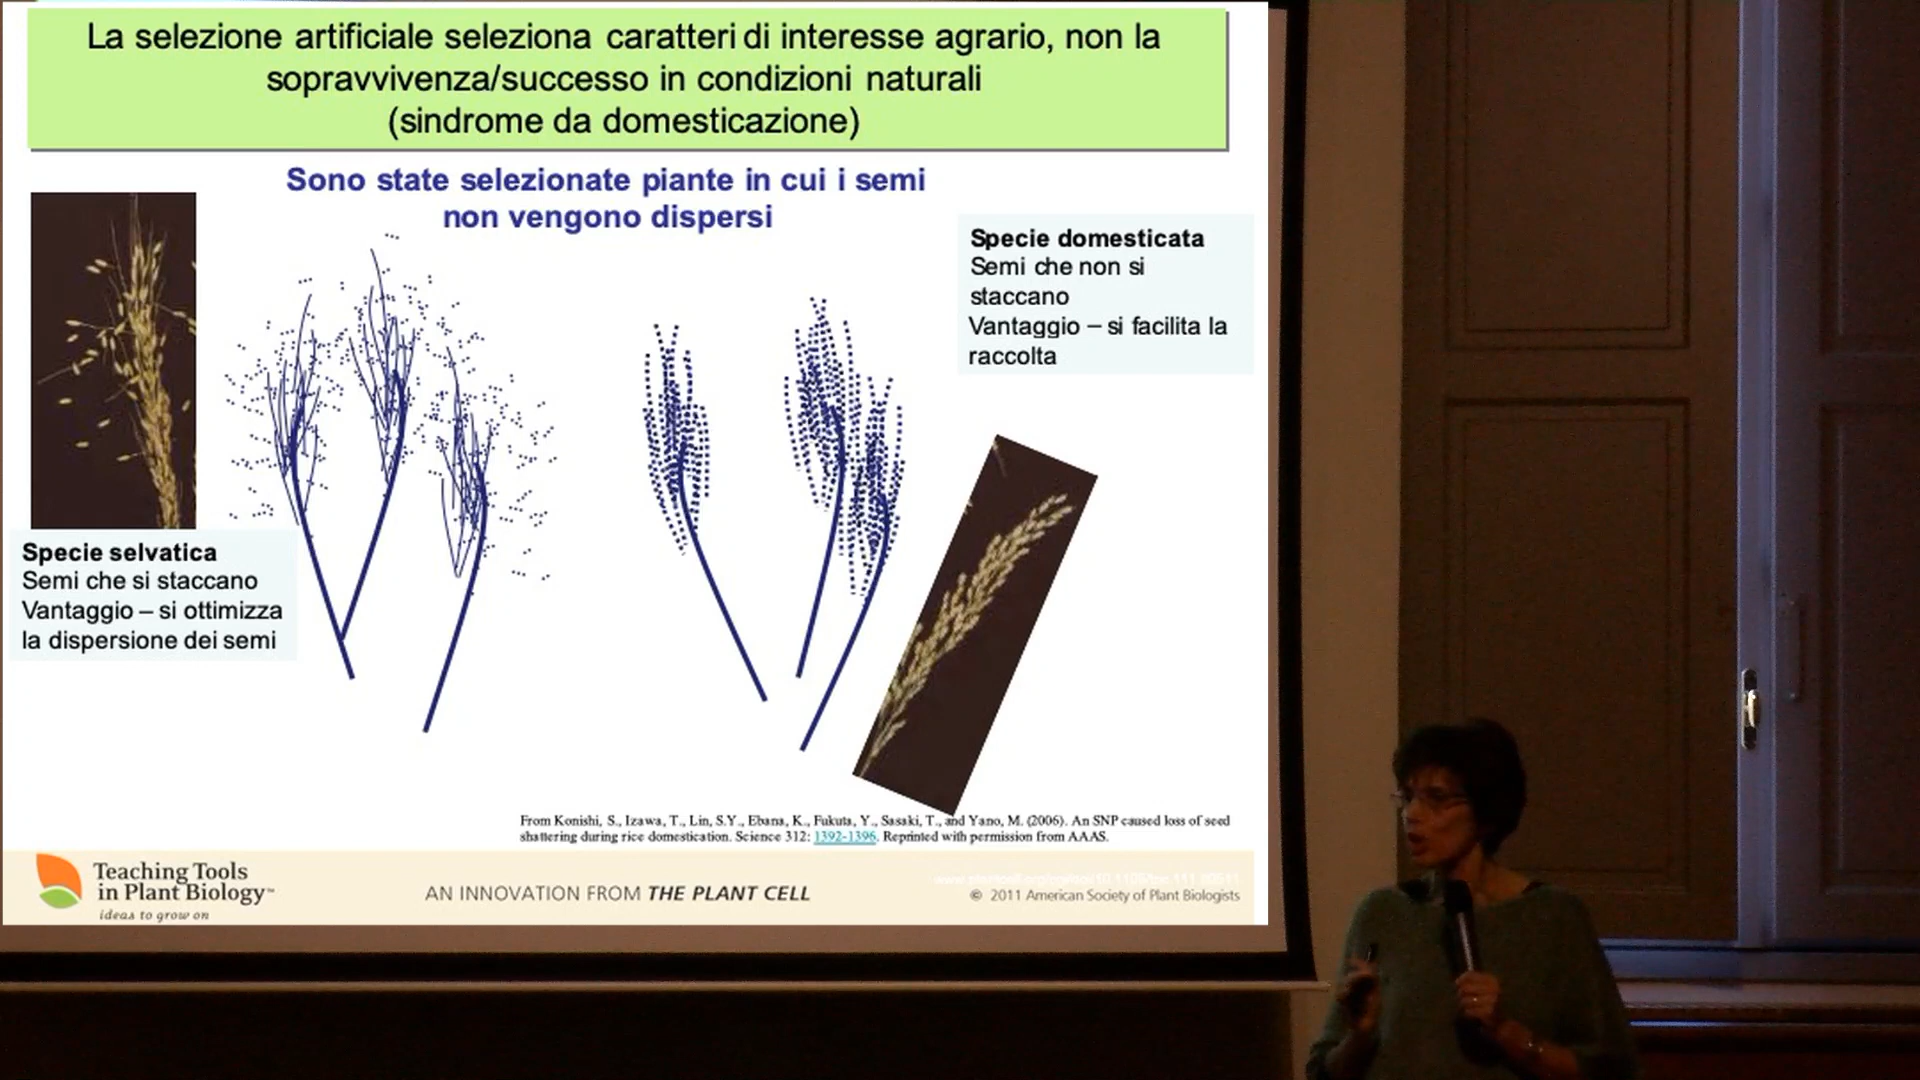 La selezione artificiale seleziona caratteri di interesse agrario, non la
sopravvivenza/successo in condizioni naturali
(sindrome da domesticazione)
Sono state selezionate piante in cui i semi
non vengono dispersi
Specie domesticata
Semi che non si
staccano
Vantaggio – si facilita la
raccolta
Specie selvatica
Semi che si staccano
Vantaggio – si ottimizza
la dispersione dei semi
From Konishi, S., Izawa, T., Lin, S.Y., Ebana, K., Fukuta, Y., Sasaki, T., and Yano, M. (2006). An SNP caused loss of seed
shattering during rice domestication. Science 312: 1392-1396. Reprinted with permission from AAAS.
Teaching Tools
in Plant Biology™
ideas to grow on
AN INNOVATION FROM THE PLANT CELL
© 2011 American Society of Plant Biologists